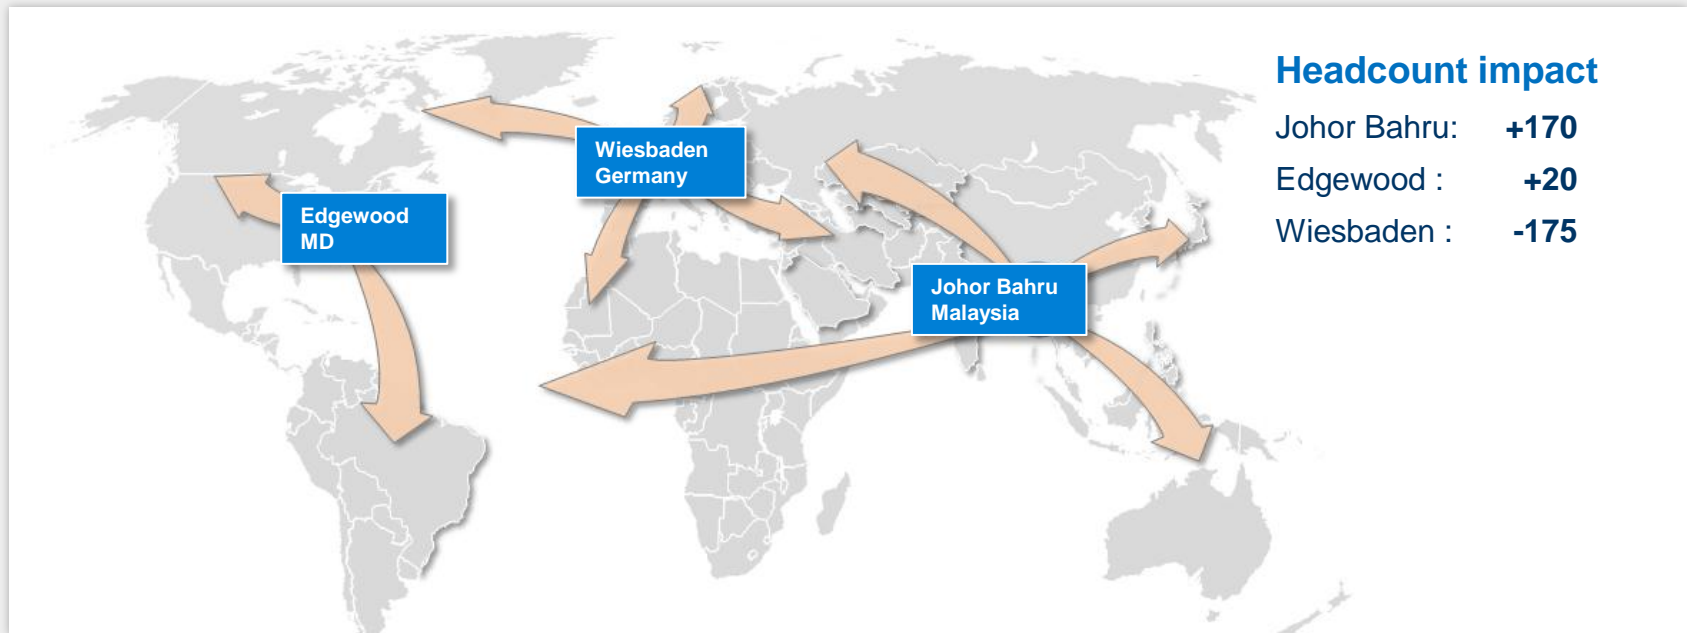 Headcount impact
Johor Bahru: +170
Edgewood : +20
Wiesbaden : -175
Wiesbaden
Germany
Edgewood
MD
Johor Bahru
Malaysia